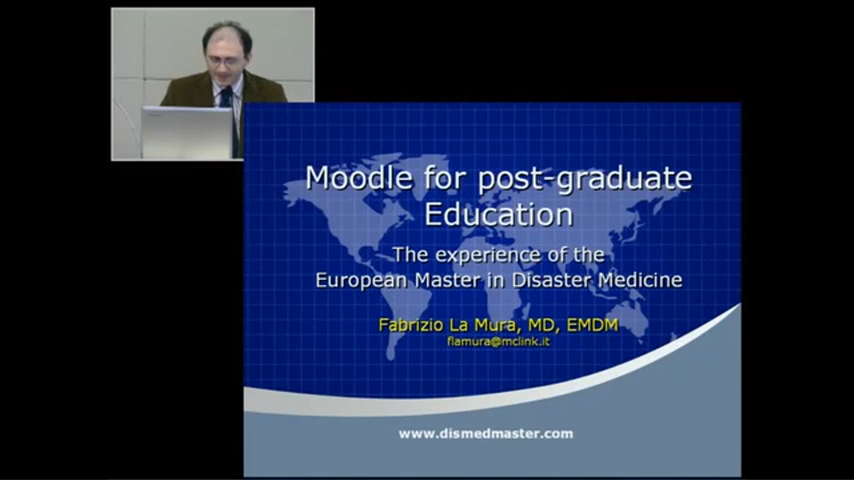 Moodle for post-graduate
Education
The experience of the
European Master in Disaster Medicine
Fabrizio La Mura, MD, EMDM
flamura@mclink.it
www.dismedmaster.com